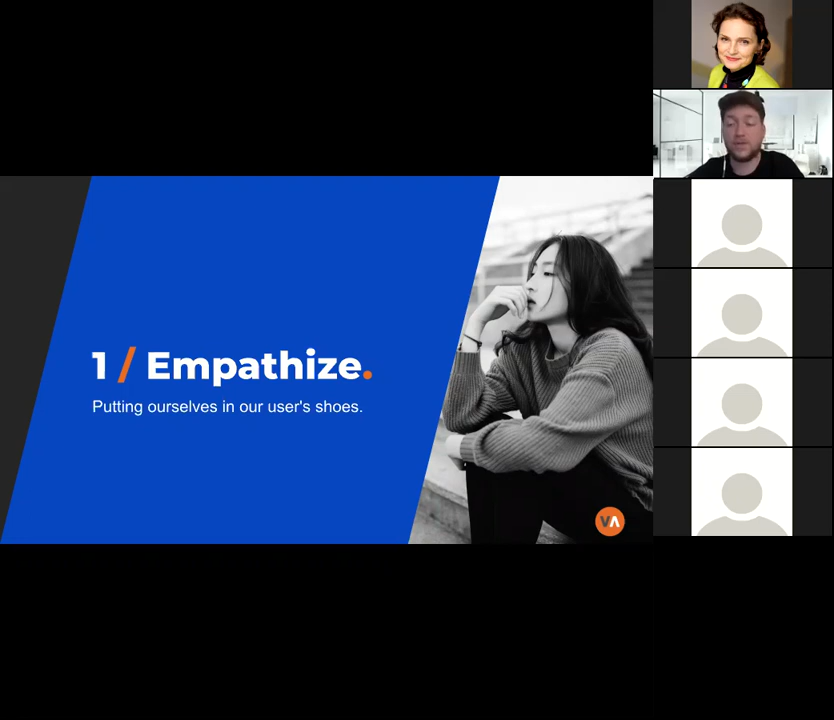 1 / Empathize.
Putting ourselves in our user's shoes.
VA